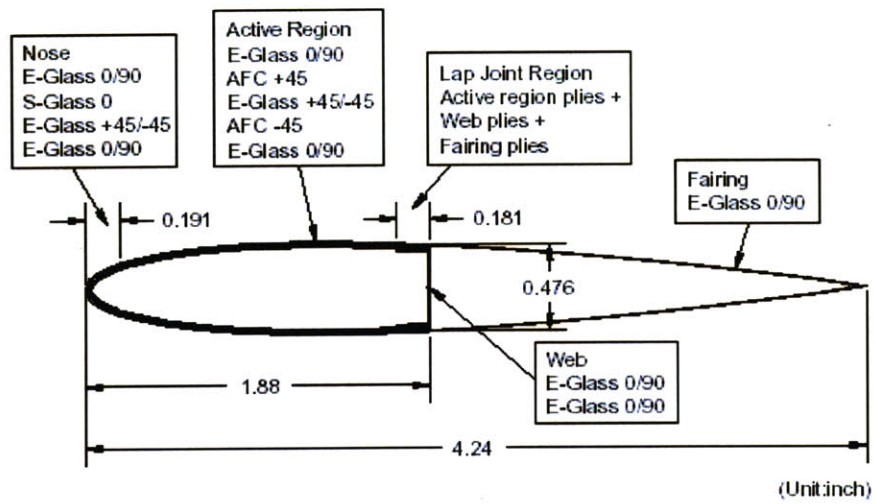 Nose
E-Glass 0/90
S-Glass 0
E-Glass +45/-45
E-Glass 0/90
Active Region
E-Glass 0/90
AFC +45
E-Glass +45/-45
AFC -45
E-Glass 0/90
Lap Joint Region
Active region plies +
Web plies +
Fairing plies
Fairing
E-Glass 0/90
0.191
0.181
0.476
Web
E-Glass 0/90
E-Glass 0/90
1.88
4.24
(Unit:inch)